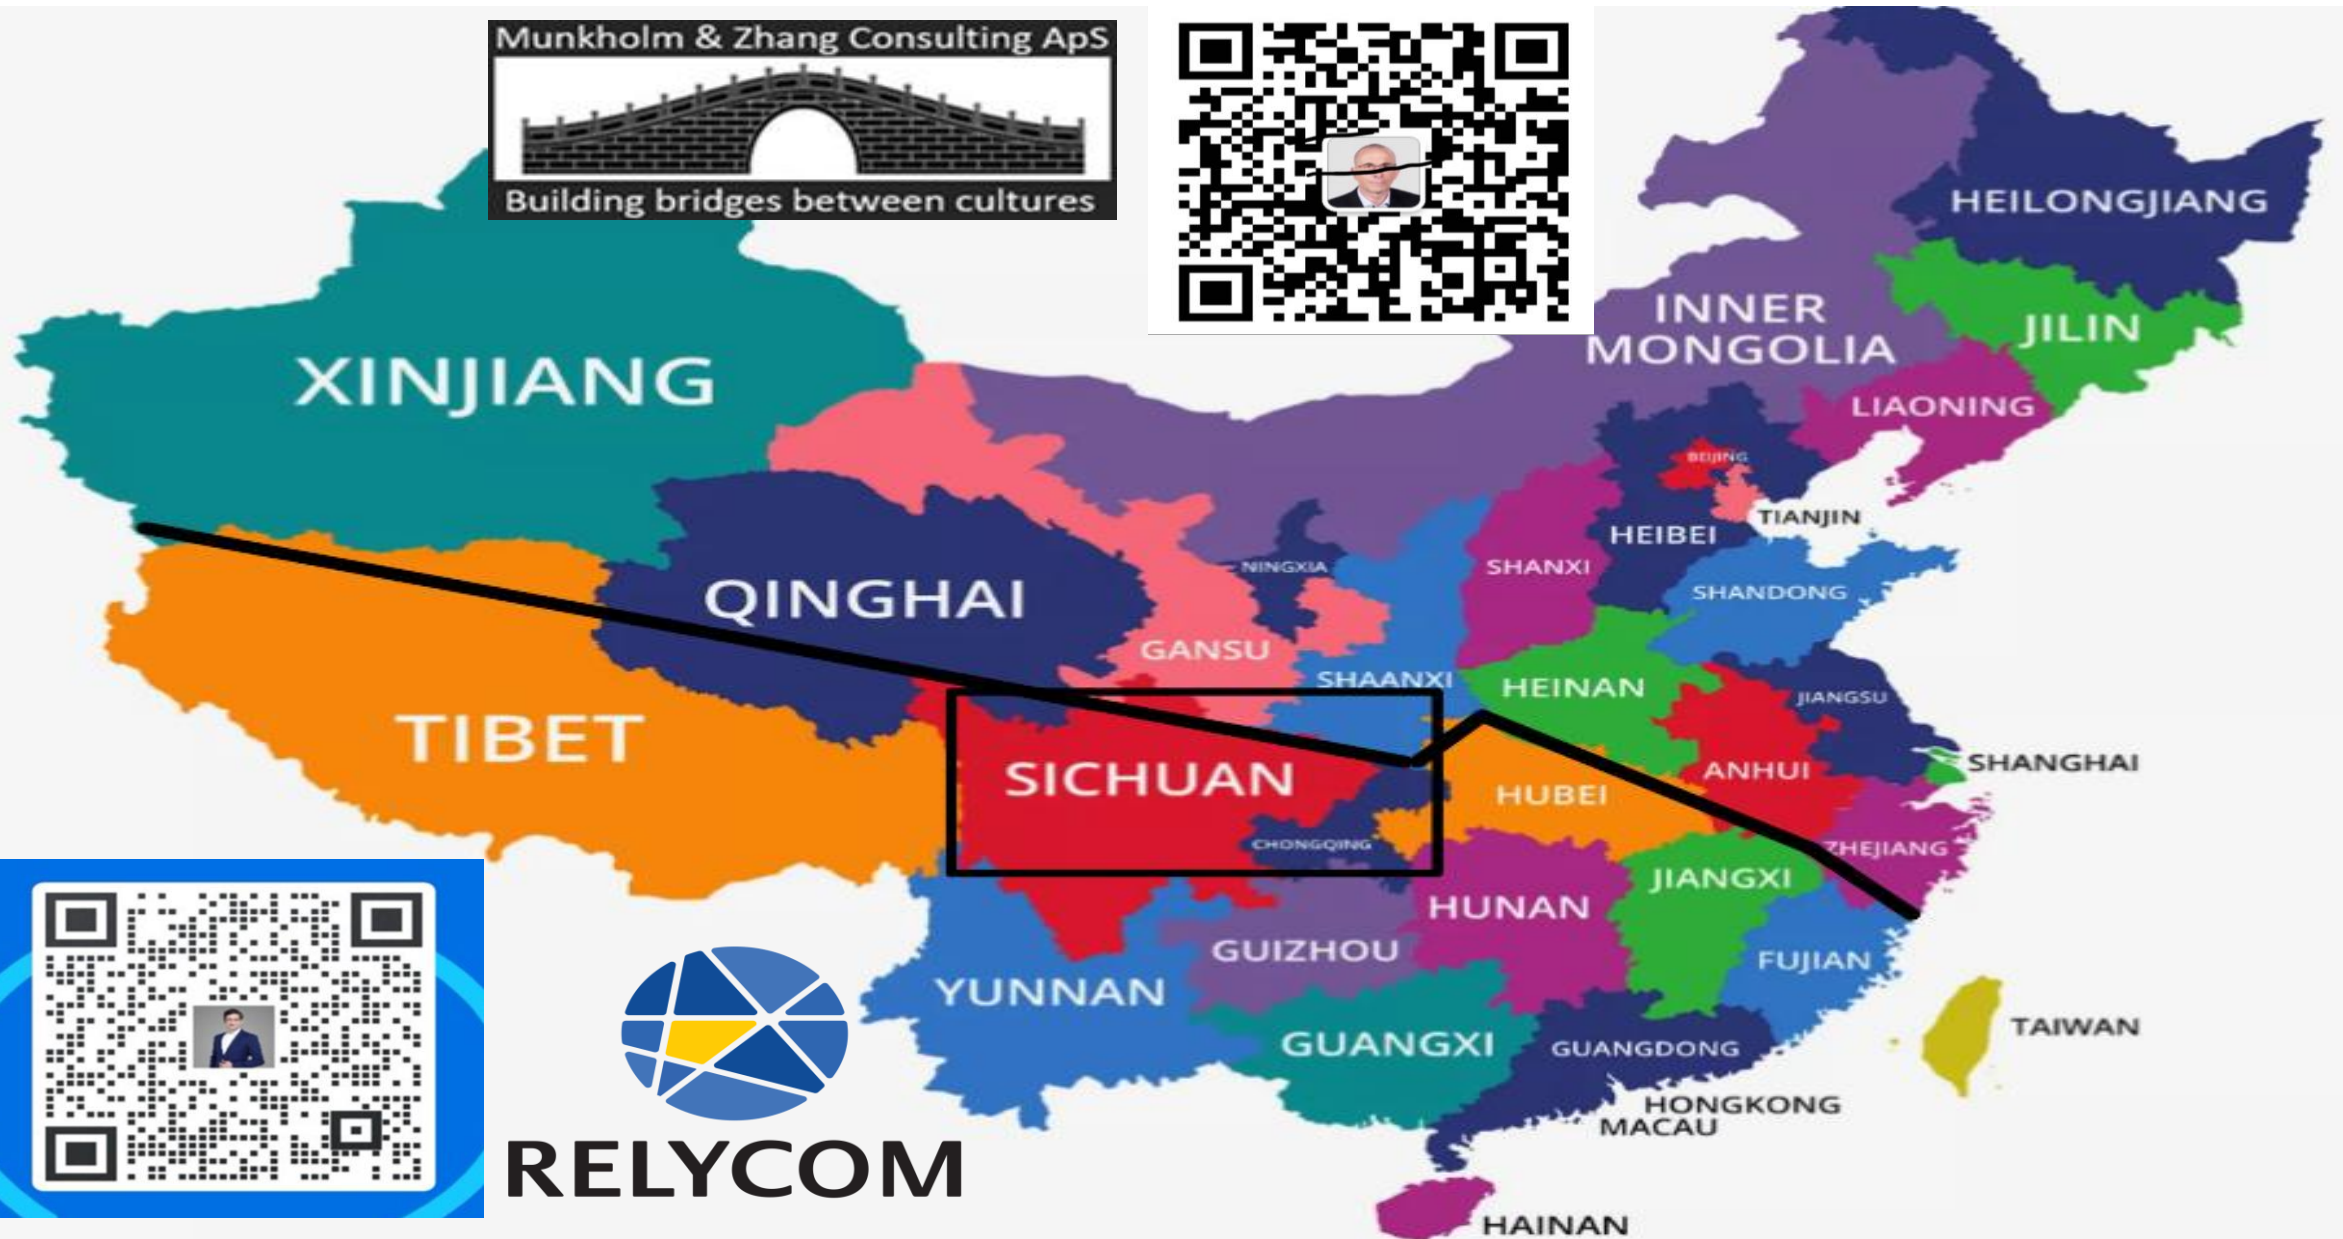 Munkholm & Zhang Consulting ApS
Building bridges between cultures
HEILONGJIANG
INNER
MONGOLIA
JILIN
XINJIANG
LIAONING
BEIJING
TIANJIN
HEIBEI
NINGXIA
SHANXI
QINGHAI
SHANDONG
GANSU
SHAANXI
HEINAN
JIANGSU
TIBET
SICHUAN
ANHUI
SHANGHAI
HUBEI
CHONGQING
ZHEJIANG
JIANGXI
HUNAN
GUIZHOU
FUJIAN
YUNNAN
TAIWAN
GUANGXI
GUANGDONG
HONGKONG
MACAU
RELYCOM
HAINAN